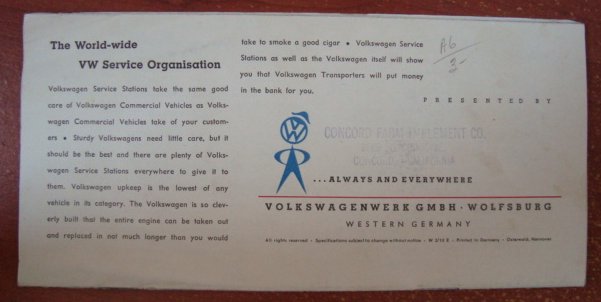 The World-wide
VW Service Organisation
Volkswagen Service Stations take the same good
care of Volkswagen Commercial Vehicles as Volks-
wagen Commercial Vehicles take of your custom-
ers • Sturdy Volkswagens need little care, but it
should be the best and there are plenty of Volks-
wagen Service Stations everywhere to give it to
them. Volkswagen upkeep is the lowest of any
vehicle in its category. The Volkswagen is so clev-
erly built that the entire engine can be taken out
and replaced in not much longer than you would
take to smoke a good cigar • Volkswagen Service
Stations as well as the Volkswagen itself will show
you that Volkswagen Transporters will put money
in the bank for you.
A6
2-
PRESENTED BY
VW
CONCORD FARM IMPLEMENT CO.
CONCORD, CALIFORNIA
...ALWAYS AND EVERYWHERE
VOLKSWAGENWERK GMBH · WOLFSBURG
WESTERN GERMANY
All rights reserved • Specifications subject to change without notice • Printed in Germany • Osterwald, Hannover